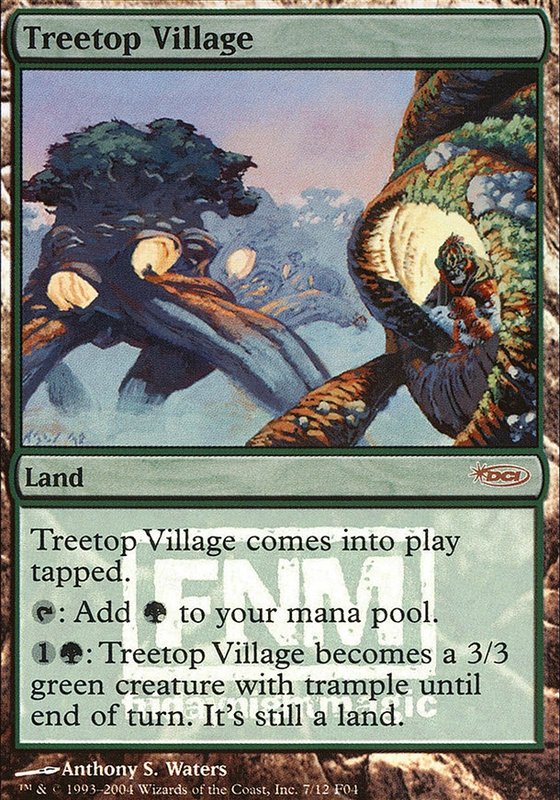 Treetop Village
Land
DCI
Treetop Village comes into play
tapped.
: Add to your mana pool.
1 : Treetop Village becomes a 3/3
green creature with trample until
end of turn. It's still a land.
FNM
fridaynightmagic
Anthony S. Waters
™ & © 1993–2004 Wizards of the Coast, Inc. 7/12 F04